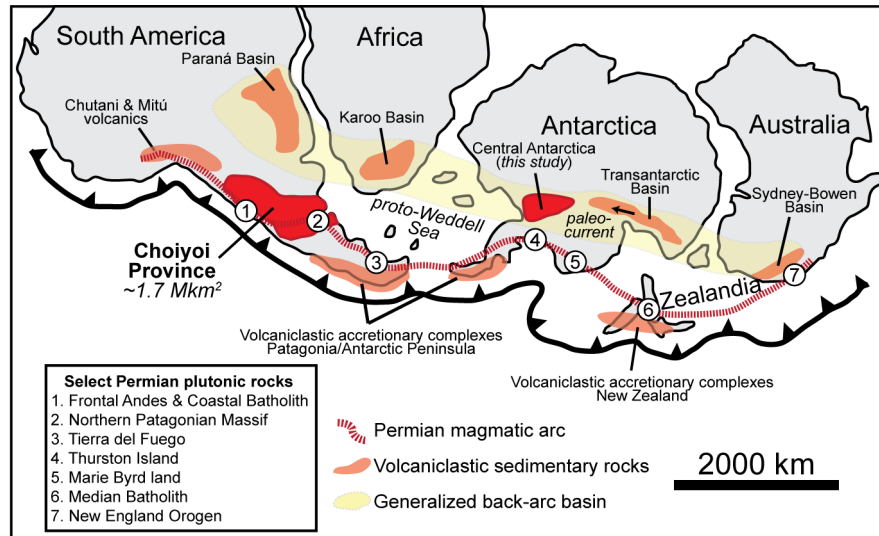 South America
Africa
Paraná Basin
Chutani & Mitú
volcanics
Karoo Basin
Antarctica
Australia
Central Antarctica
(this study)
Transantarctic
Basin
Sydney-Bowen
Basin
proto-Weddell
Sea
paleo-
current
1
2
3
4
5
6
7
Choiyoi
Province
~1.7 Mkm²
Zealandia
Volcaniclastic accretionary complexes
Patagonia/Antarctic Peninsula
Volcaniclastic accretionary complexes
New Zealand
Select Permian plutonic rocks
1. Frontal Andes & Coastal Batholith
2. Northern Patagonian Massif
3. Tierra del Fuego
4. Thurston Island
5. Marie Byrd land
6. Median Batholith
7. New England Orogen
Permian magmatic arc
Volcaniclastic sedimentary rocks
Generalized back-arc basin
2000 km